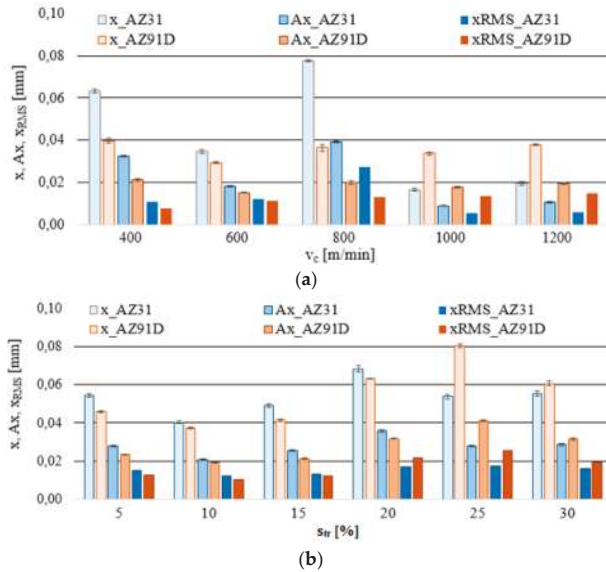 x_AZ31 Ax_AZ31 xRMS_AZ31
x_AZ91D Ax_AZ91D xRMS_AZ91D
x, Ax, xRMS [mm]
0,10
0,08
0,06
0,04
0,02
0,00
400 600 800 1000 1200
vc [m/min]
(a)
x_AZ31 Ax_AZ31 xRMS_AZ31
x_AZ91D Ax_AZ91D xRMS_AZ91D
x, Ax, xRMS [mm]
0,10
0,08
0,06
0,04
0,02
0,00
5 10 15 20 25 30
str [%]
(b)